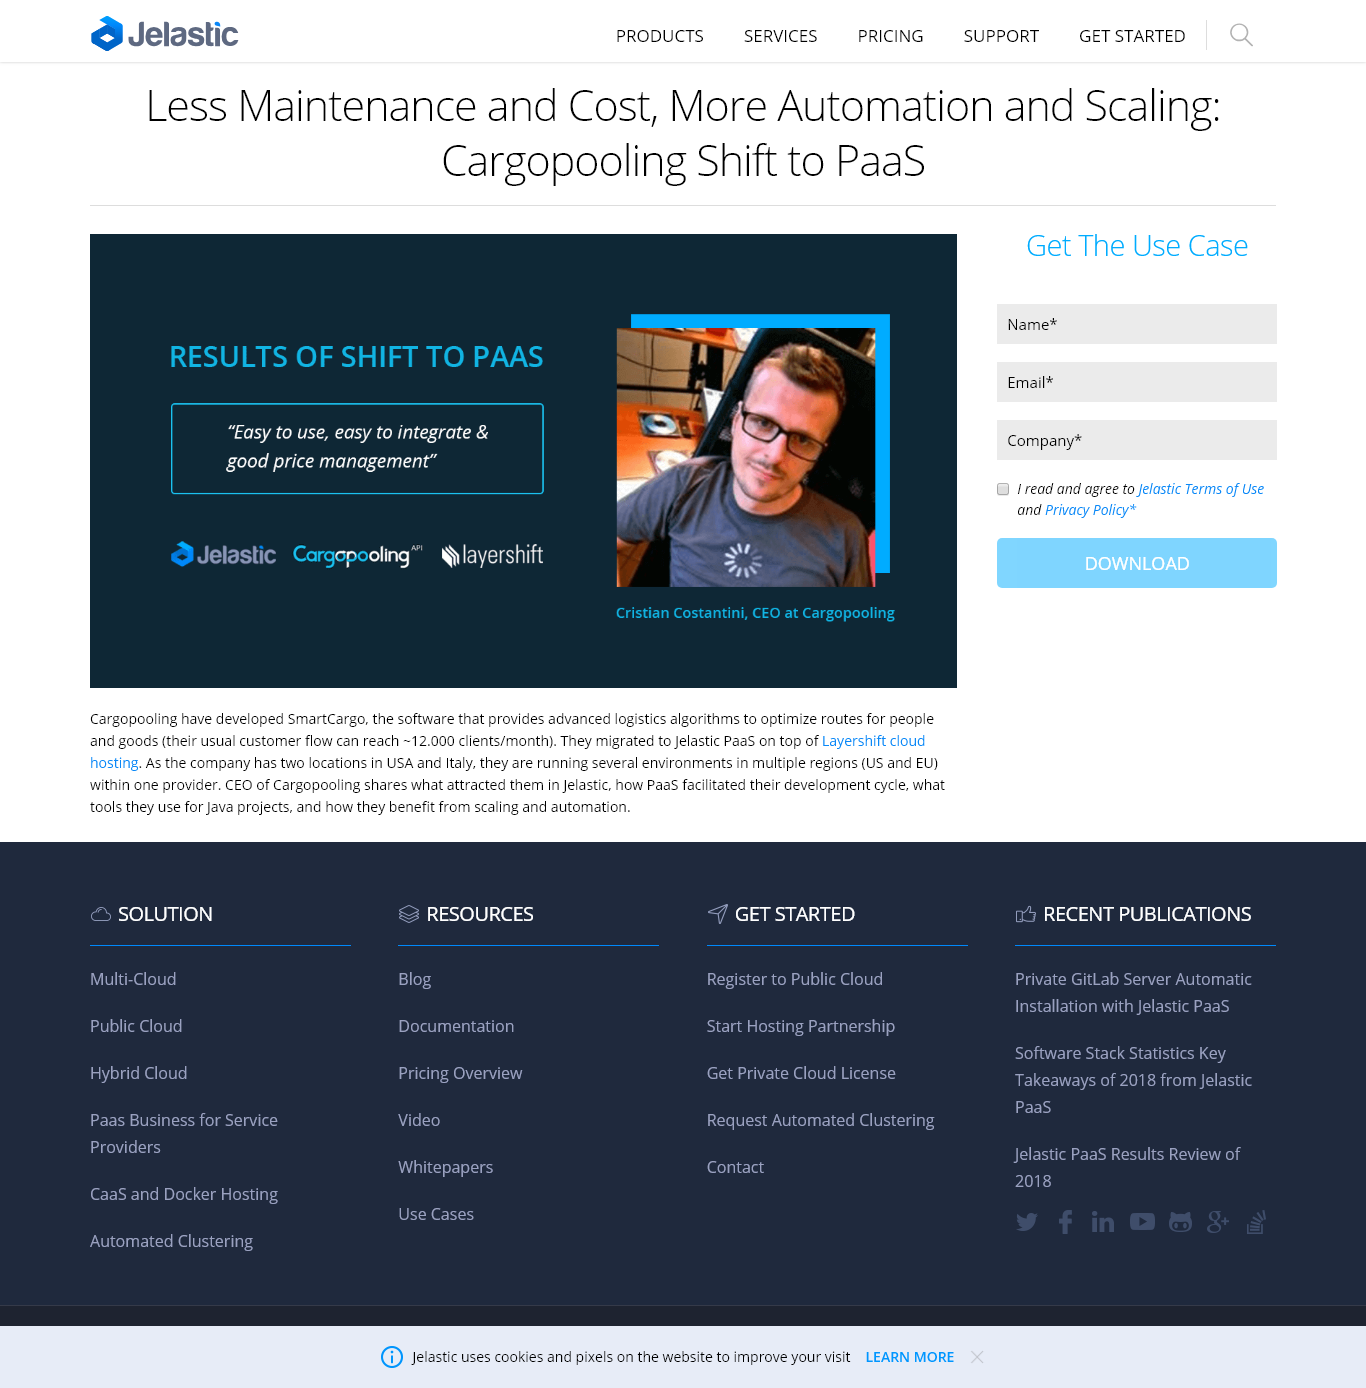 Jelastic
PRODUCTS SERVICES PRICING SUPPORT GET STARTED
Less Maintenance and Cost, More Automation and Scaling:
Cargopooling Shift to PaaS
RESULTS OF SHIFT TO PAAS
“Easy to use, easy to integrate &
good price management”
Jelastic Cargopooling API layershift
Cristian Costantini, CEO at Cargopooling
Get The Use Case
Name*
Email*
Company*
I read and agree to Jelastic Terms of Use
and Privacy Policy*
DOWNLOAD
Cargopooling have developed SmartCargo, the software that provides advanced logistics algorithms to optimize routes for people
and goods (their usual customer flow can reach ~12.000 clients/month). They migrated to Jelastic PaaS on top of Layershift cloud
hosting. As the company has two locations in USA and Italy, they are running several environments in multiple regions (US and EU)
within one provider. CEO of Cargopooling shares what attracted them in Jelastic, how PaaS facilitated their development cycle, what
tools they use for Java projects, and how they benefit from scaling and automation.
SOLUTION
Multi-Cloud
Public Cloud
Hybrid Cloud
Paas Business for Service
Providers
CaaS and Docker Hosting
Automated Clustering
RESOURCES
Blog
Documentation
Pricing Overview
Video
Whitepapers
Use Cases
GET STARTED
Register to Public Cloud
Start Hosting Partnership
Get Private Cloud License
Request Automated Clustering
Contact
RECENT PUBLICATIONS
Private GitLab Server Automatic
Installation with Jelastic PaaS
Software Stack Statistics Key
Takeaways of 2018 from Jelastic
PaaS
Jelastic PaaS Results Review of
2018
Jelastic uses cookies and pixels on the website to improve your visit LEARN MORE